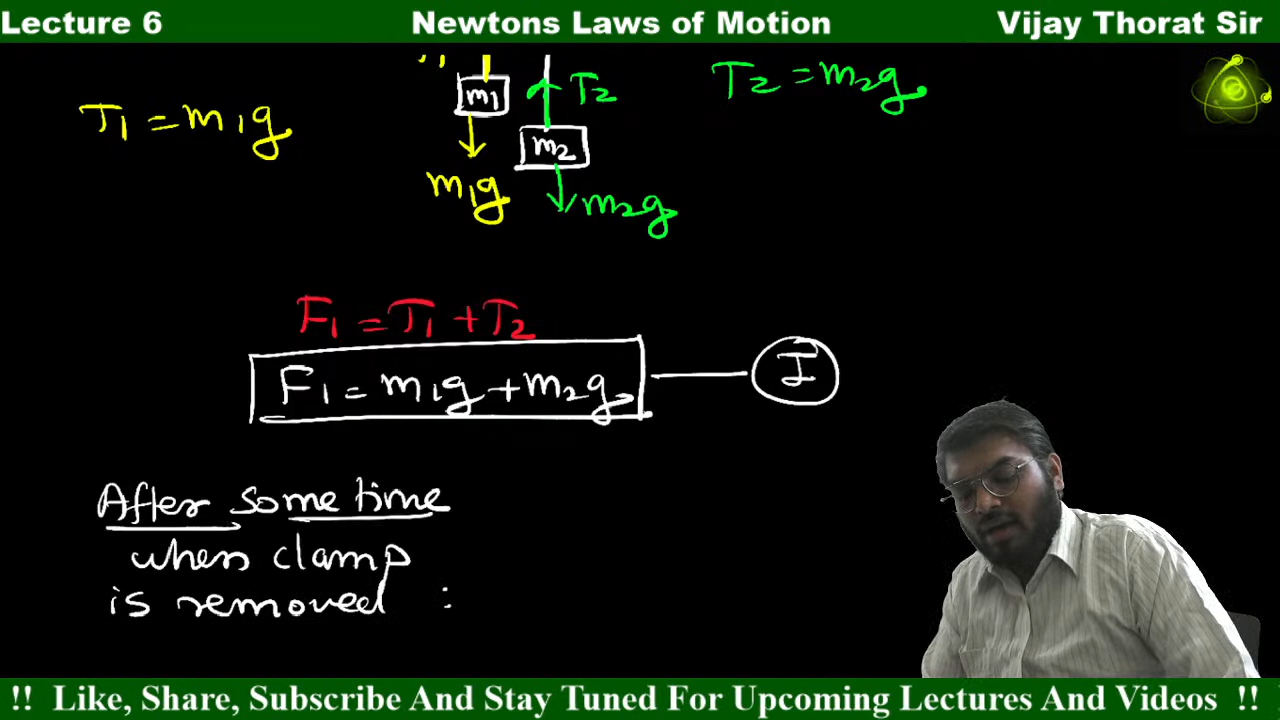 Lecture 6 Newtons Laws of Motion Vijay Thorat Sir
T1 = m1g
m1
T2
T2 = m2g
m2
m1g
m2g
F1 = T1 + T2
F1 = m1g + m2g
I
After some time
when clamp
is removed :
!! Like, Share, Subscribe And Stay Tuned For Upcoming Lectures And Videos !!